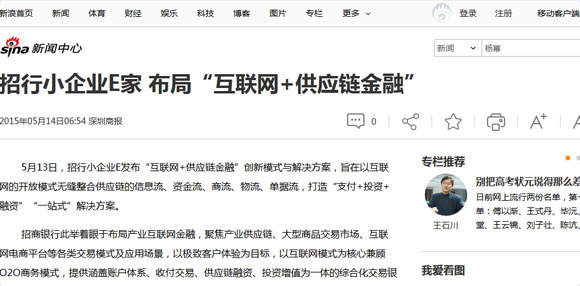 新浪首页 新闻 体育 财经 娱乐 科技 博客 图片 专栏 更多 登录 注册 移动客户端
sina 新闻中心 新闻 杨幂
招行小企业E家 布局“互联网+供应链金融”
2015年05月14日06:54 深圳商报 0 A+ A
5月13日，招行小企业E发布“互联网+供应链金融”创新模式与解决方案，旨在以互联
网的开放模式无缝整合供应链的信息流、资金流、商流、物流、单据流，打造“支付+投资+
融资”“一站式”解决方案。
招商银行此举着眼于布局产业互联网金融，聚焦产业供应链、大型商品交易市场、互联
网电商平台等各类交易模式及应用场景，以极致客户体验为目标，以互联网模式为核心兼顾
O2O商务模式，提供涵盖账户体系、收付交易、供应链融资、投资增值为一体的综合化交易银
专栏推荐
别把高考状元说得那么差
日前网上流行两份名单，第一
单：傅以渐、王式丹、毕沅、
堂、王云锦、刘子壮、陈沆、
王石川
我爱看图